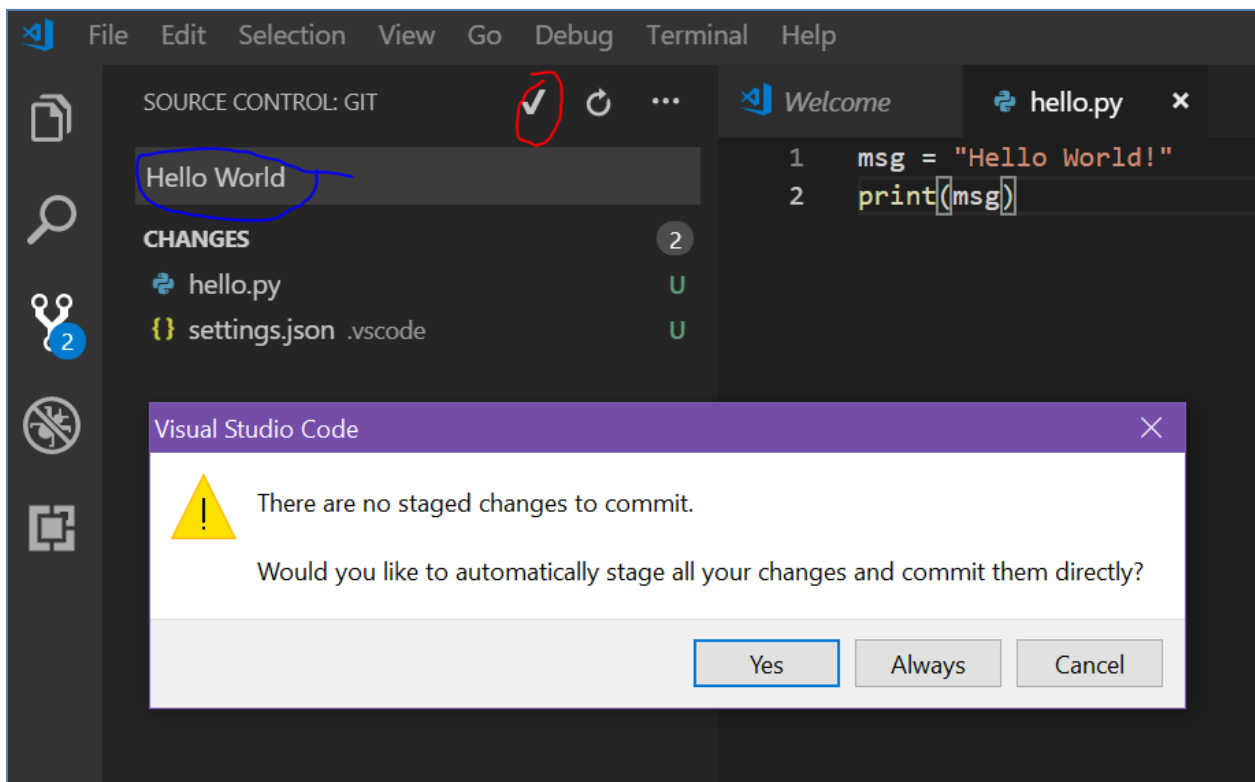 File Edit Selection View Go Debug Terminal Help
SOURCE CONTROL: GIT
Hello World
CHANGES 2
hello.py U
settings.json .vscode U
2
Welcome hello.py
1 msg = "Hello World!"
2 print(msg)
Visual Studio Code
There are no staged changes to commit.
Would you like to automatically stage all your changes and commit them directly?
Yes Always Cancel